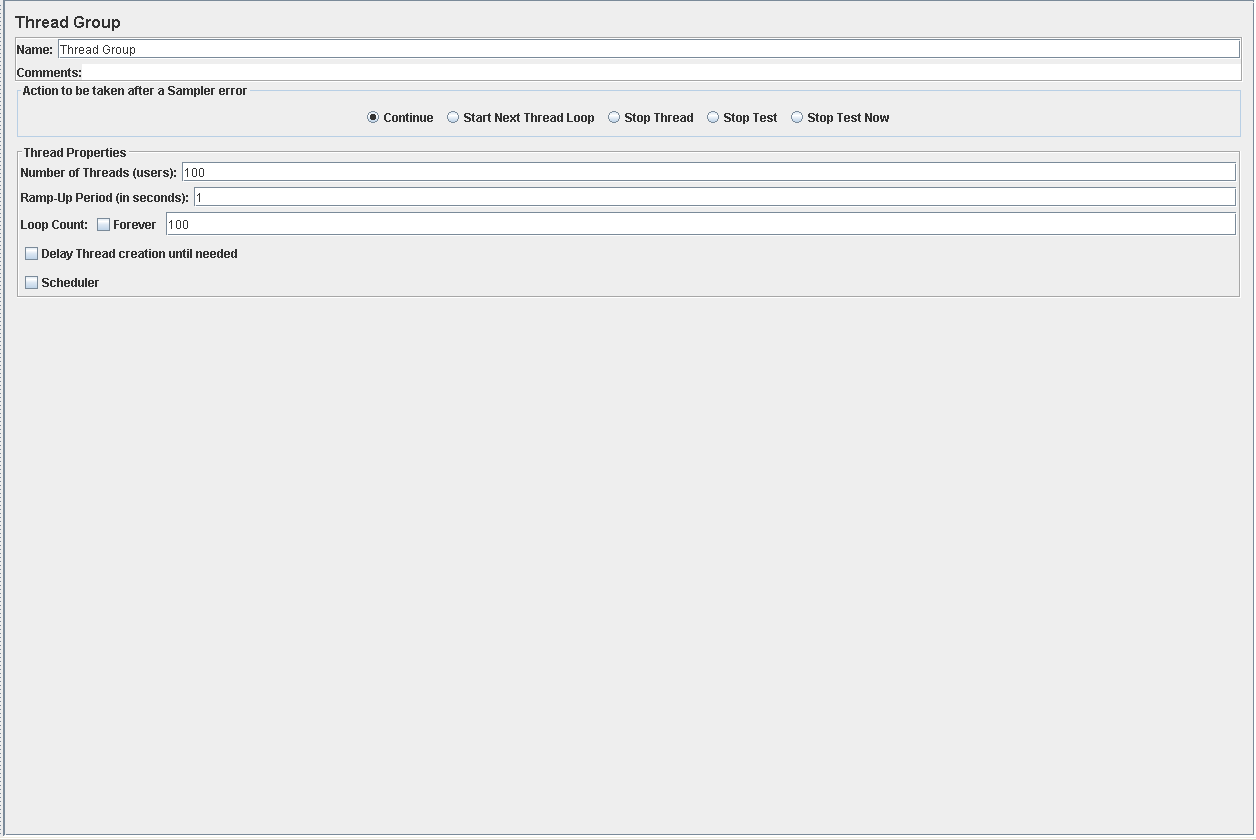 Thread Group
Name: Thread Group
Comments:
Action to be taken after a Sampler error
Continue Start Next Thread Loop Stop Thread Stop Test Stop Test Now
Thread Properties
Number of Threads (users): 100
Ramp-Up Period (in seconds): 1
Loop Count: Forever 100
Delay Thread creation until needed
Scheduler